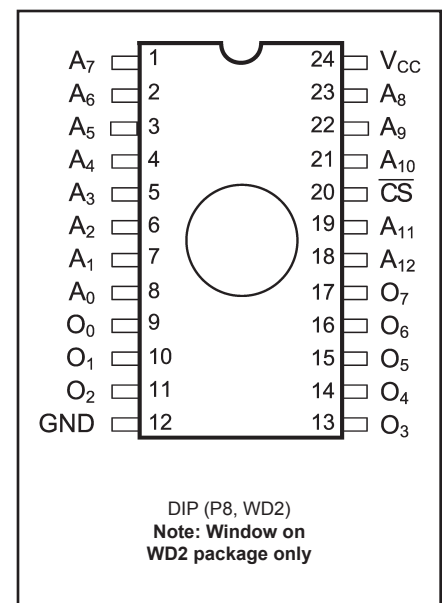 A₇ 1 24 V_CC
A₆ 2 23 A₈
A₅ 3 22 A₉
A₄ 4 21 A₁₀
A₃ 5 20 C̅S̅
A₂ 6 19 A₁₁
A₁ 7 18 A₁₂
A₀ 8 17 O₇
O₀ 9 16 O₆
O₁ 10 15 O₅
O₂ 11 14 O₄
GND 12 13 O₃
DIP (P8, WD2)
Note: Window on
WD2 package only